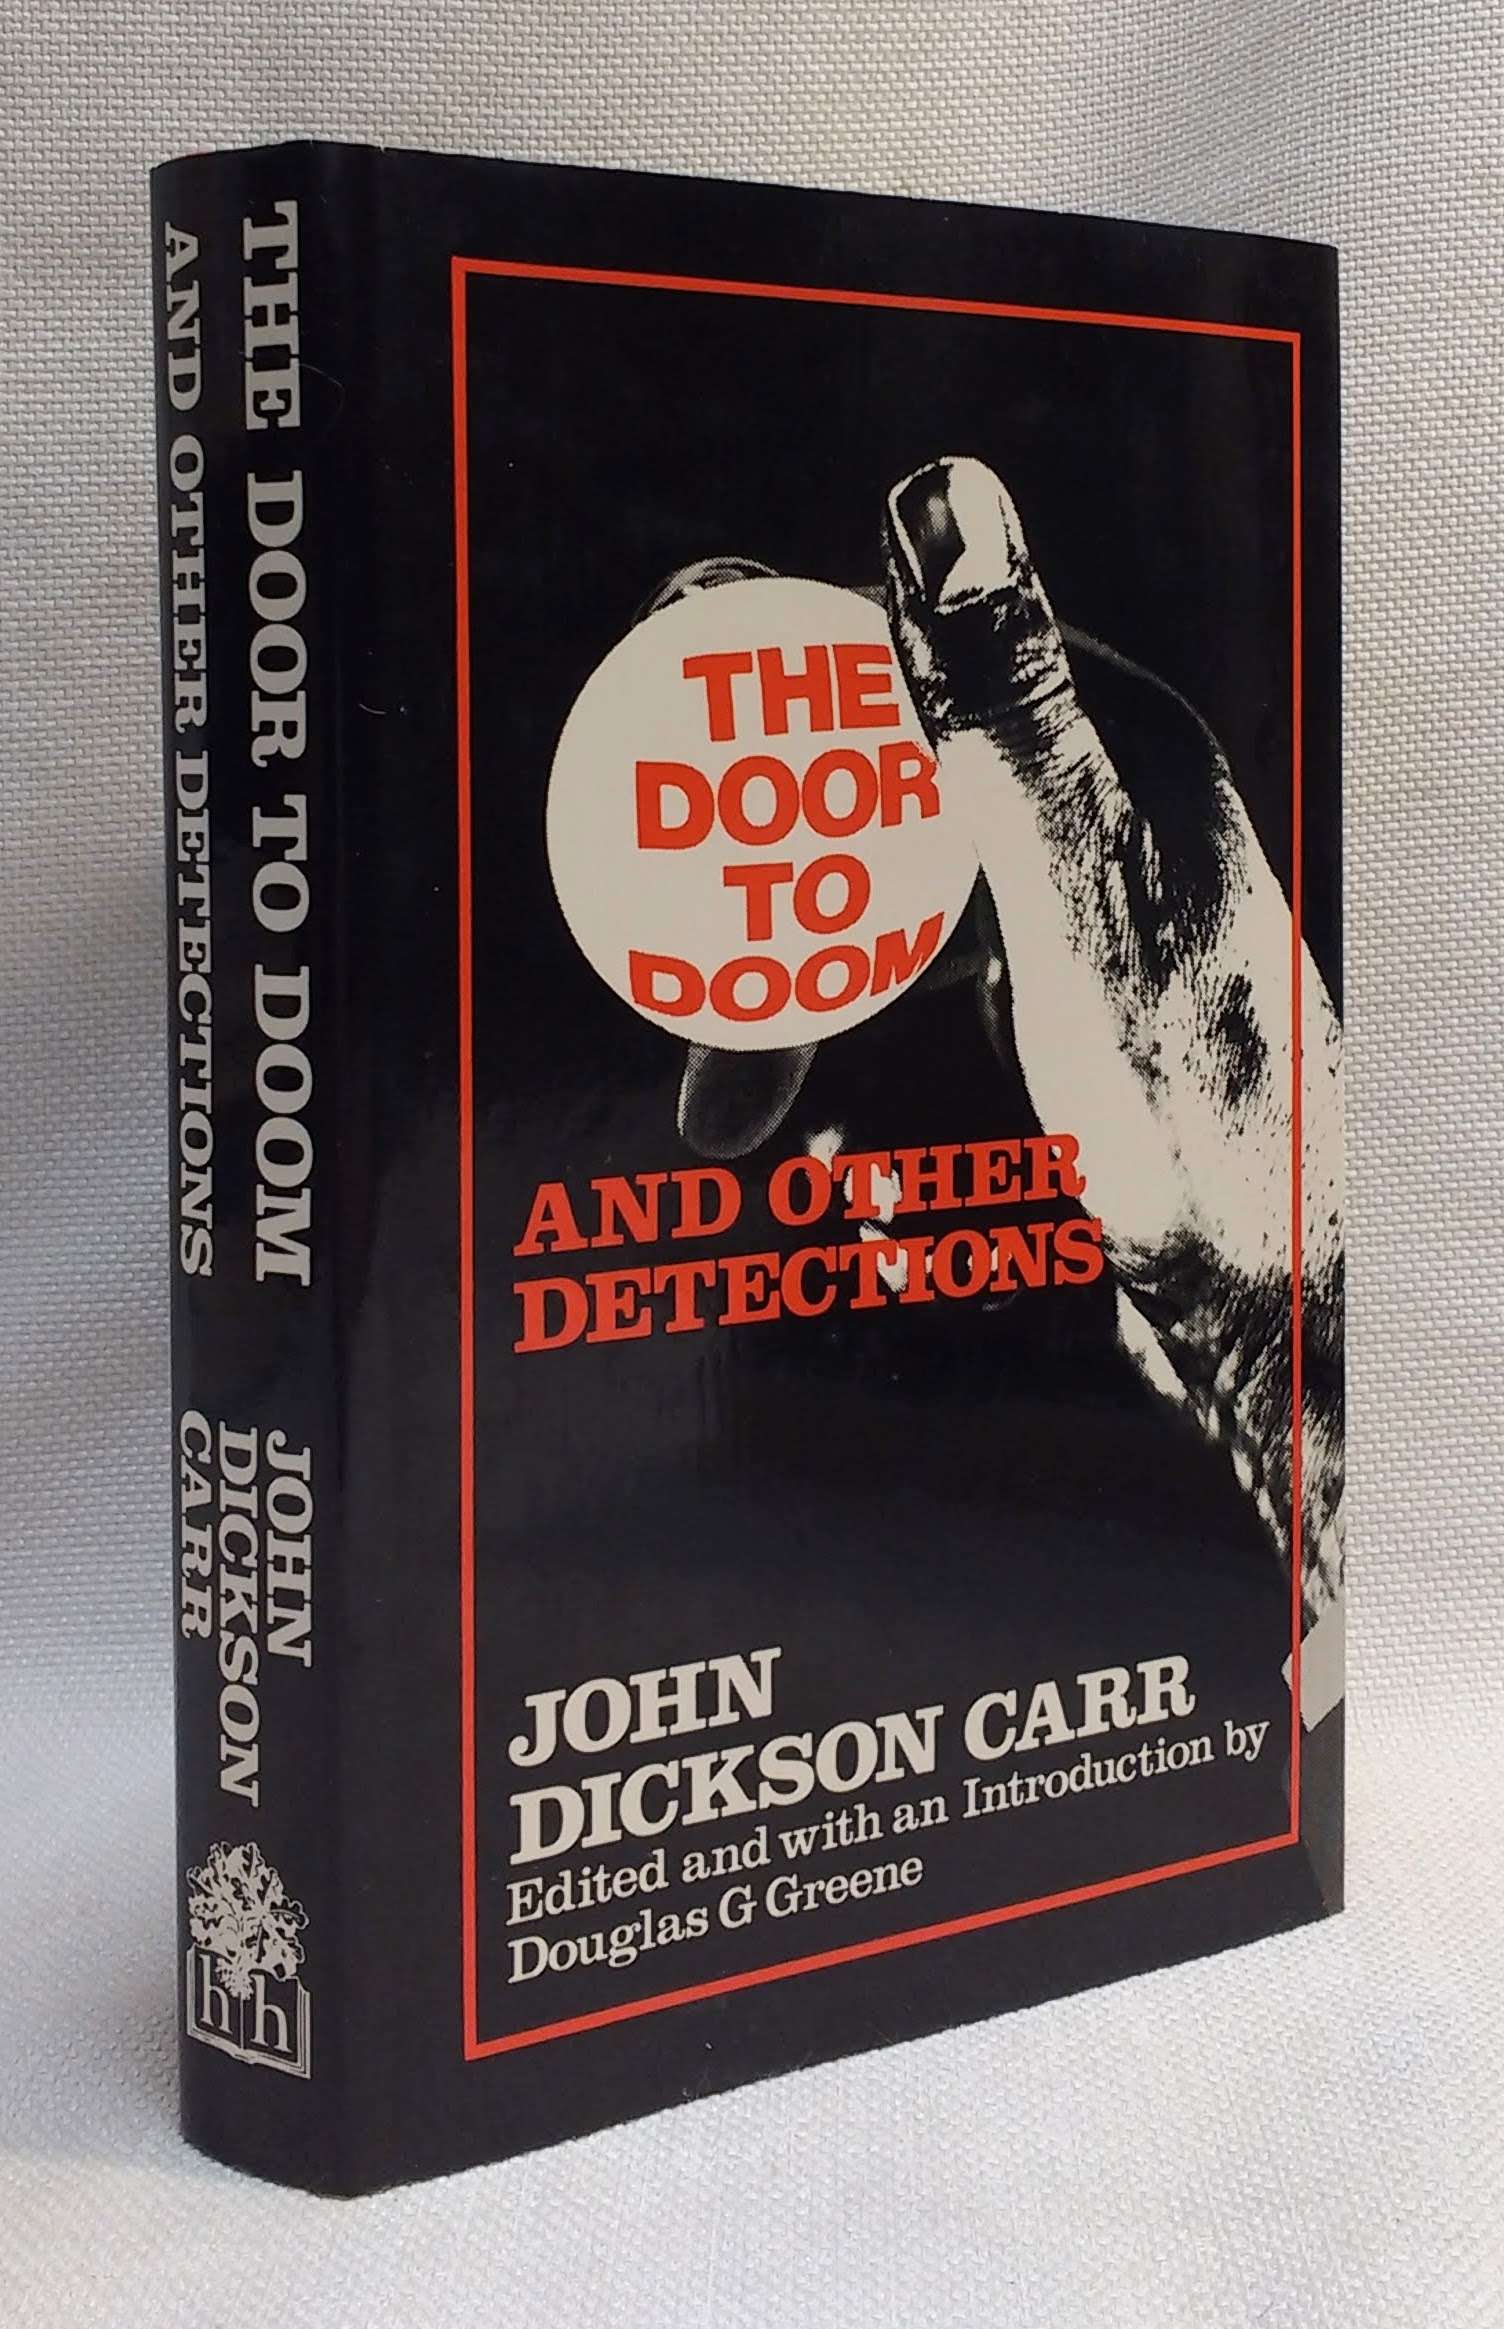 THE DOOR TO DOOM
AND OTHER DETECTIONS
JOHN
DICKSON
CARR
hh
THE
DOOR
TO
DOOM
AND OTHER
DETECTIONS
JOHN
DICKSON CARR
Edited and with an Introduction by
Douglas G Greene